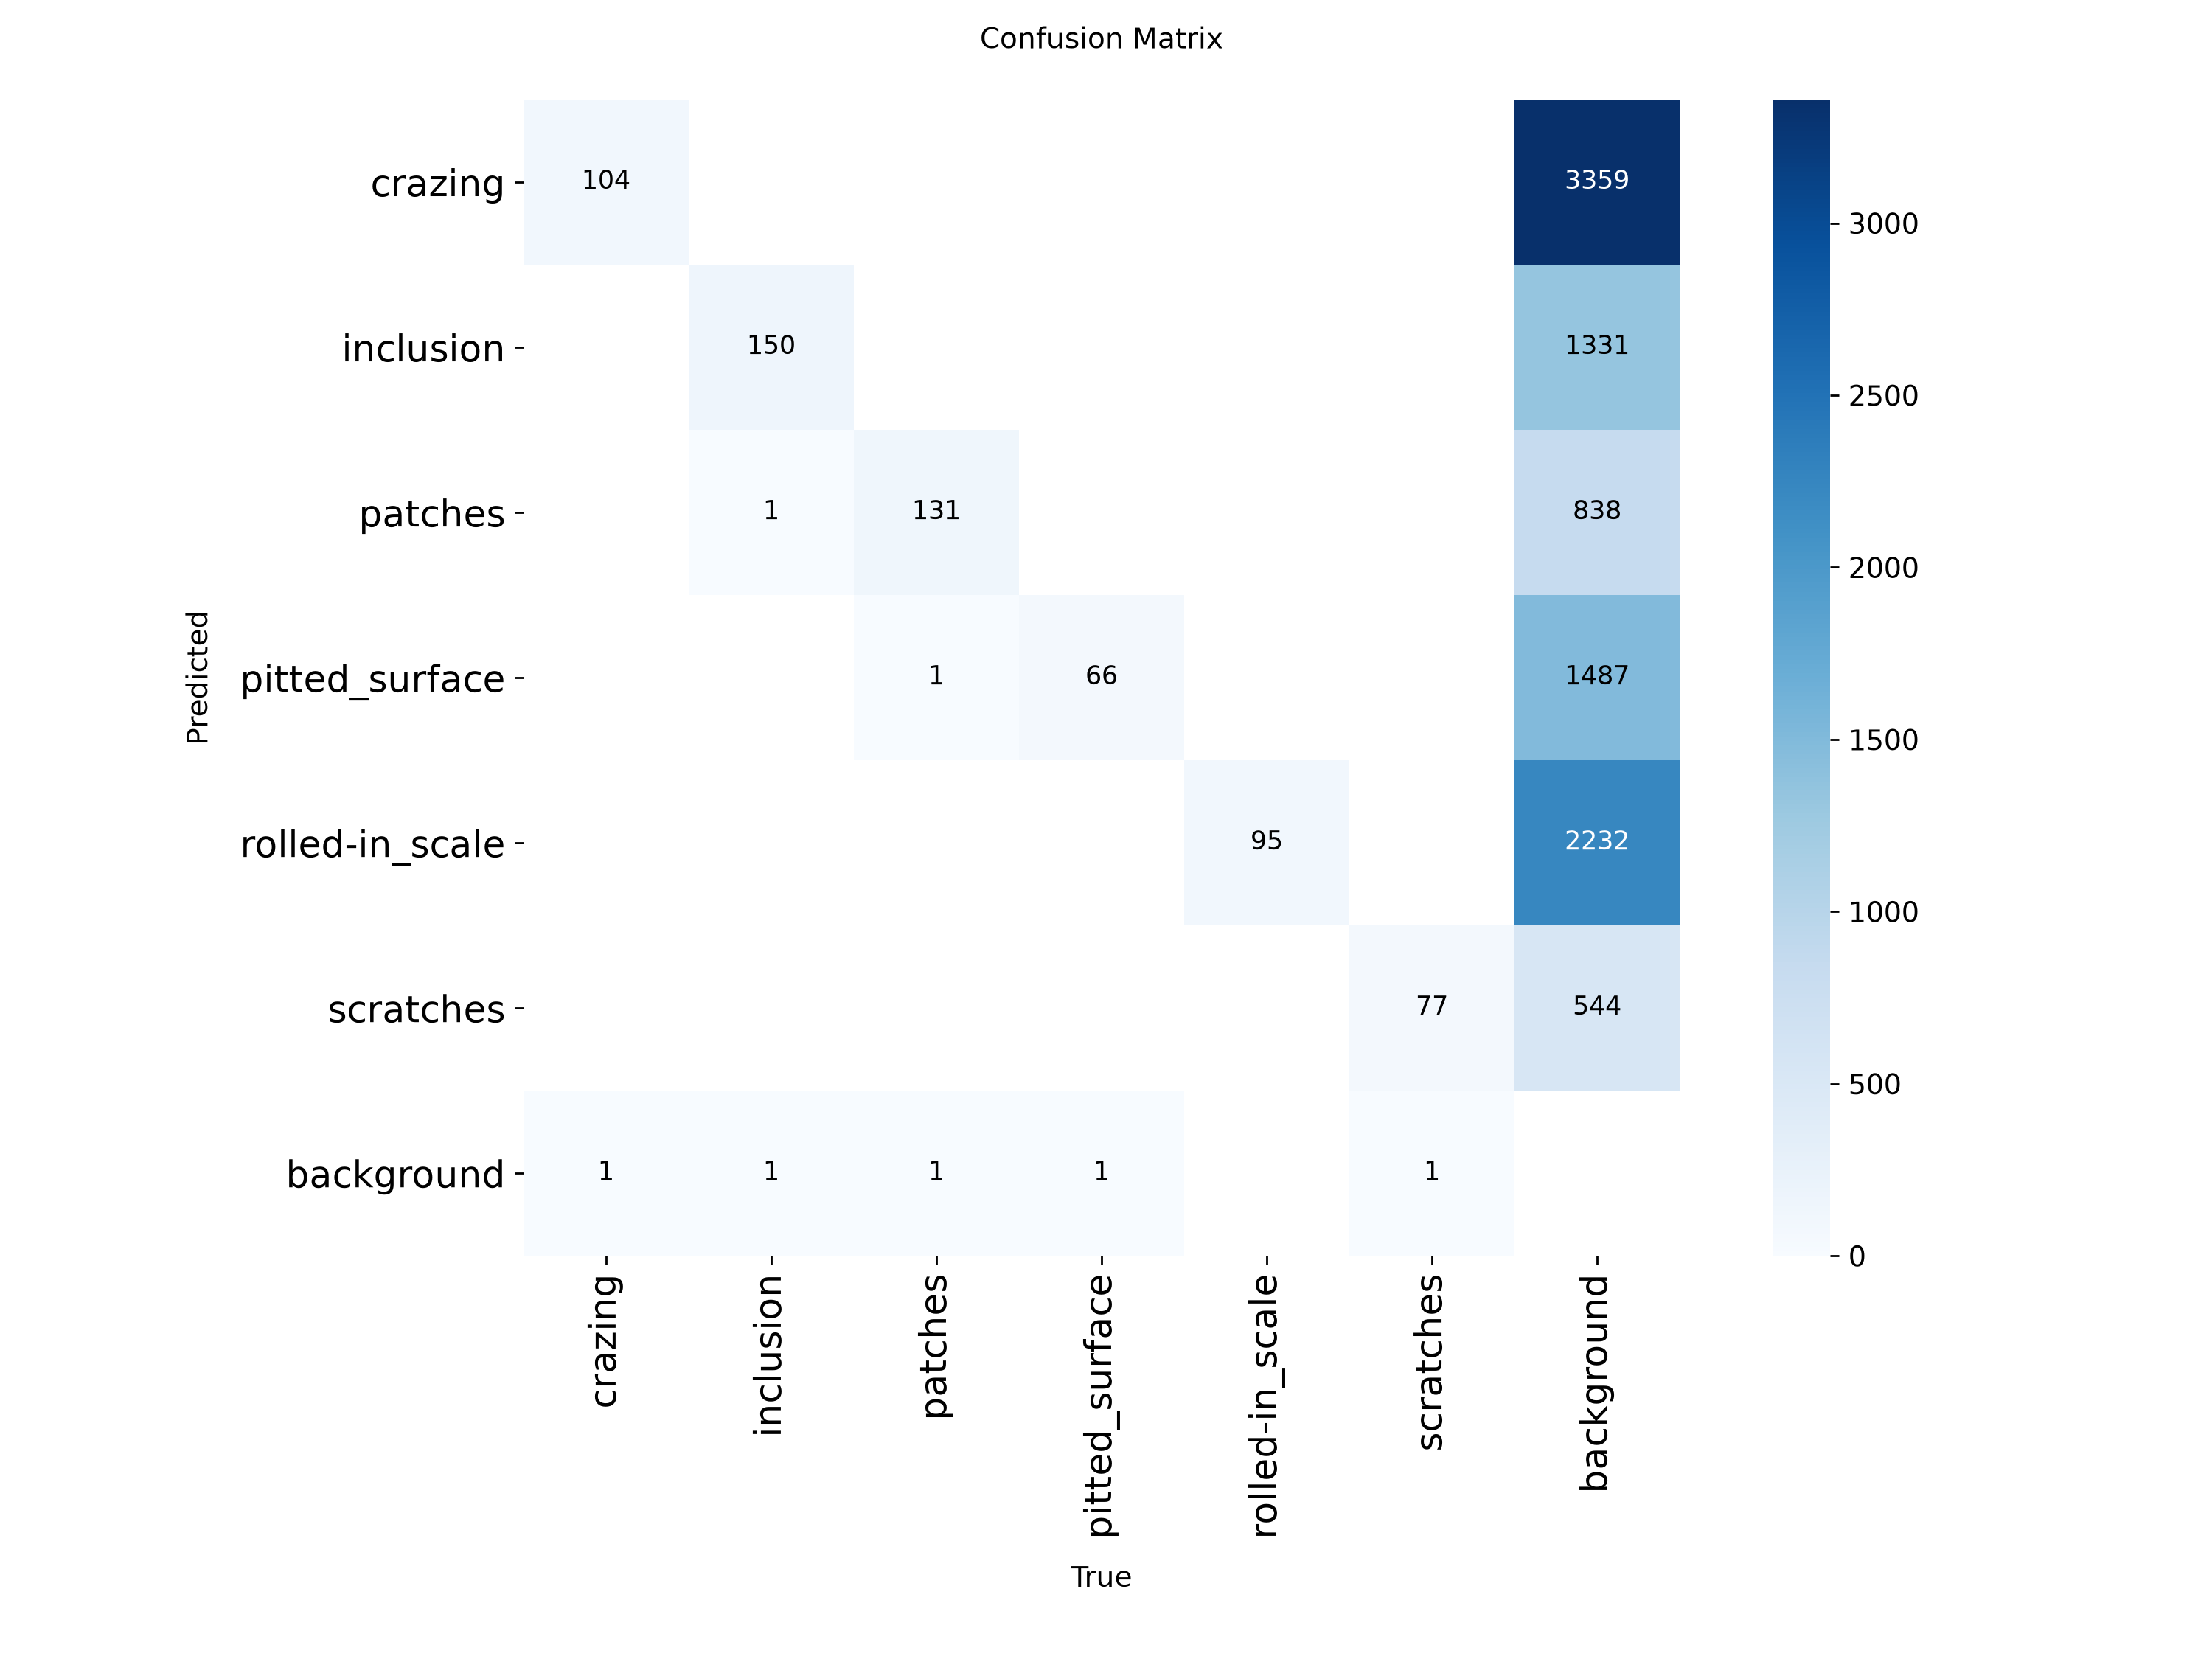 Confusion Matrix
crazing
104
3359
inclusion
150
1331
patches
1
131
838
pitted_surface
1
66
1487
rolled-in_scale
95
2232
scratches
77
544
background
1
1
1
1
1
Predicted
crazing
inclusion
patches
pitted_surface
rolled-in_scale
scratches
background
True
3000
2500
2000
1500
1000
500
0